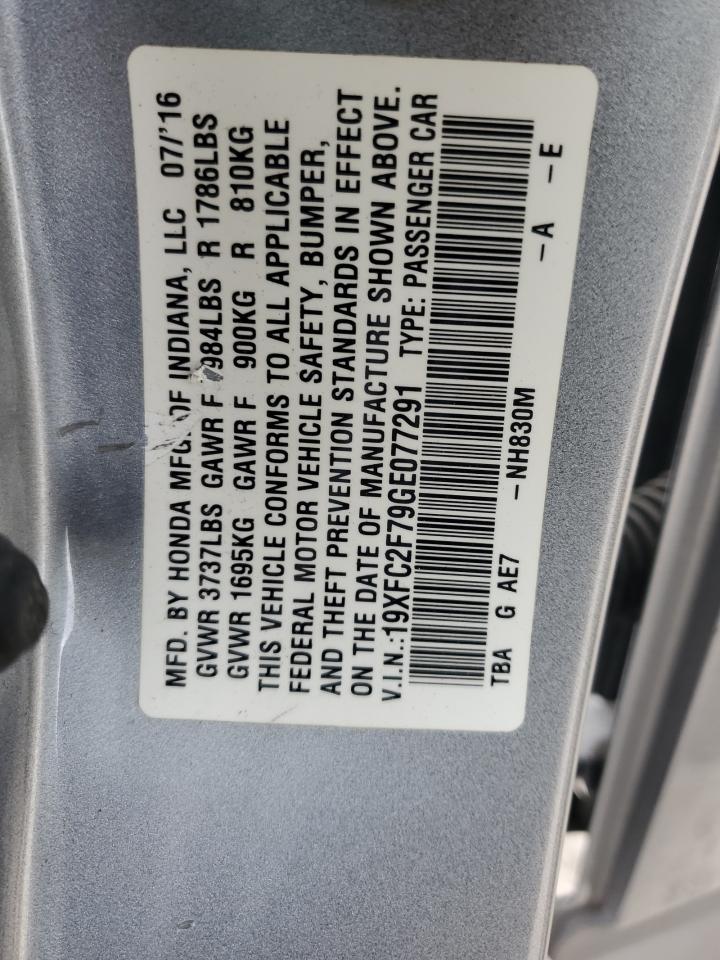 MFD. BY HONDA MFG. OF INDIANA, LLC 07/'16
GVWR 3737LBS GAWR F 1984LBS R 1786LBS
GVWR 1695KG GAWR F 900KG R 810KG
THIS VEHICLE CONFORMS TO ALL APPLICABLE
FEDERAL MOTOR VEHICLE SAFETY, BUMPER,
AND THEFT PREVENTION STANDARDS IN EFFECT
ON THE DATE OF MANUFACTURE SHOWN ABOVE.
V.I.N.:19XFC2F79GE077291 TYPE: PASSENGER CAR
TBA G AE7 -NH830M -A -E